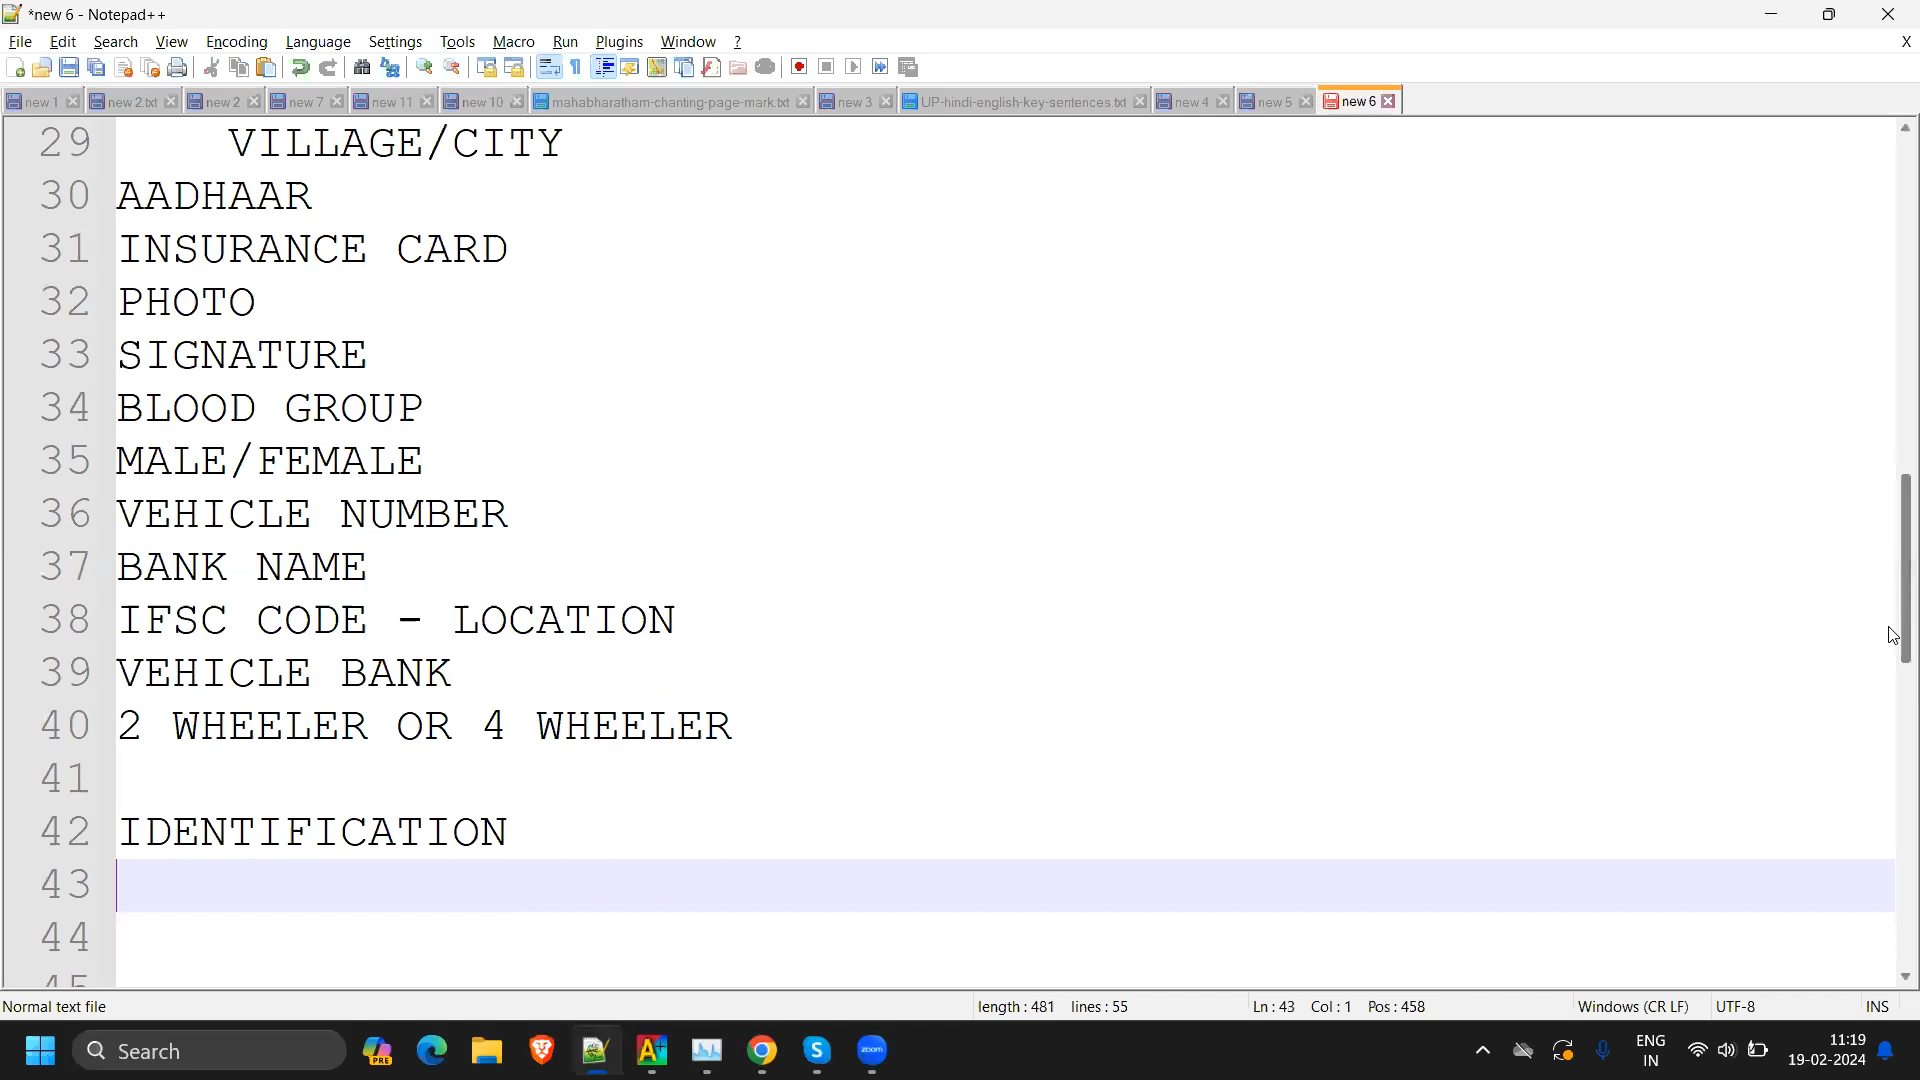 *new 6 - Notepad++
File Edit Search View Encoding Language Settings Tools Macro Run Plugins Window ? X
new 1 new 2.txt new 2 new 7 new 11 new 10 mahabharatham-chanting-page-mark.txt new 3 UP-hindi-english-key-sentences.txt new 4 new 5 new 6
29 VILLAGE/CITY
30 AADHAAR
31 INSURANCE CARD
32 PHOTO
33 SIGNATURE
34 BLOOD GROUP
35 MALE/FEMALE
36 VEHICLE NUMBER
37 BANK NAME
38 IFSC CODE - LOCATION
39 VEHICLE BANK
40 2 WHEELER OR 4 WHEELER
41
42 IDENTIFICATION
43
44
45
Normal text file length : 481 lines : 55 Ln : 43 Col : 1 Pos : 458 Windows (CR LF) UTF-8 INS
Search PRE zoom ENG 11:19
IN 19-02-2024